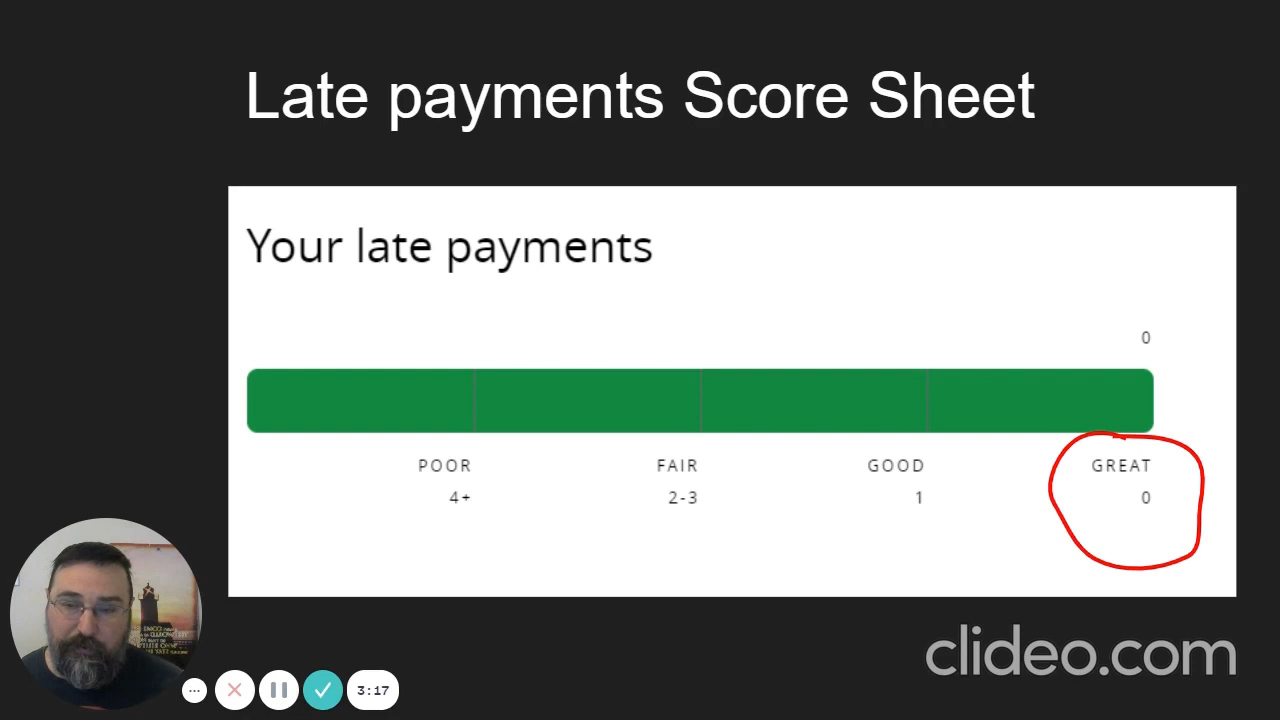 Late payments Score Sheet
Your late payments
0
POOR
FAIR
GOOD
GREAT
4+
2-3
1
0
clideo.com
3:17